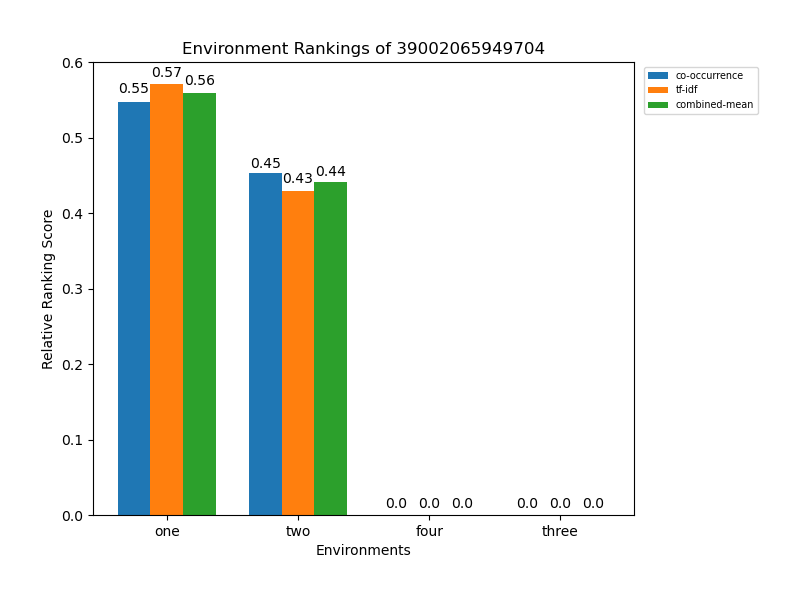 Environment Rankings of 39002065949704
co-occurrence
tf-idf
combined-mean
Relative Ranking Score
0.6
0.5
0.4
0.3
0.2
0.1
0.0
0.55 0.57 0.56
0.45 0.43 0.44
0.0 0.0 0.0
0.0 0.0 0.0
one two four three
Environments